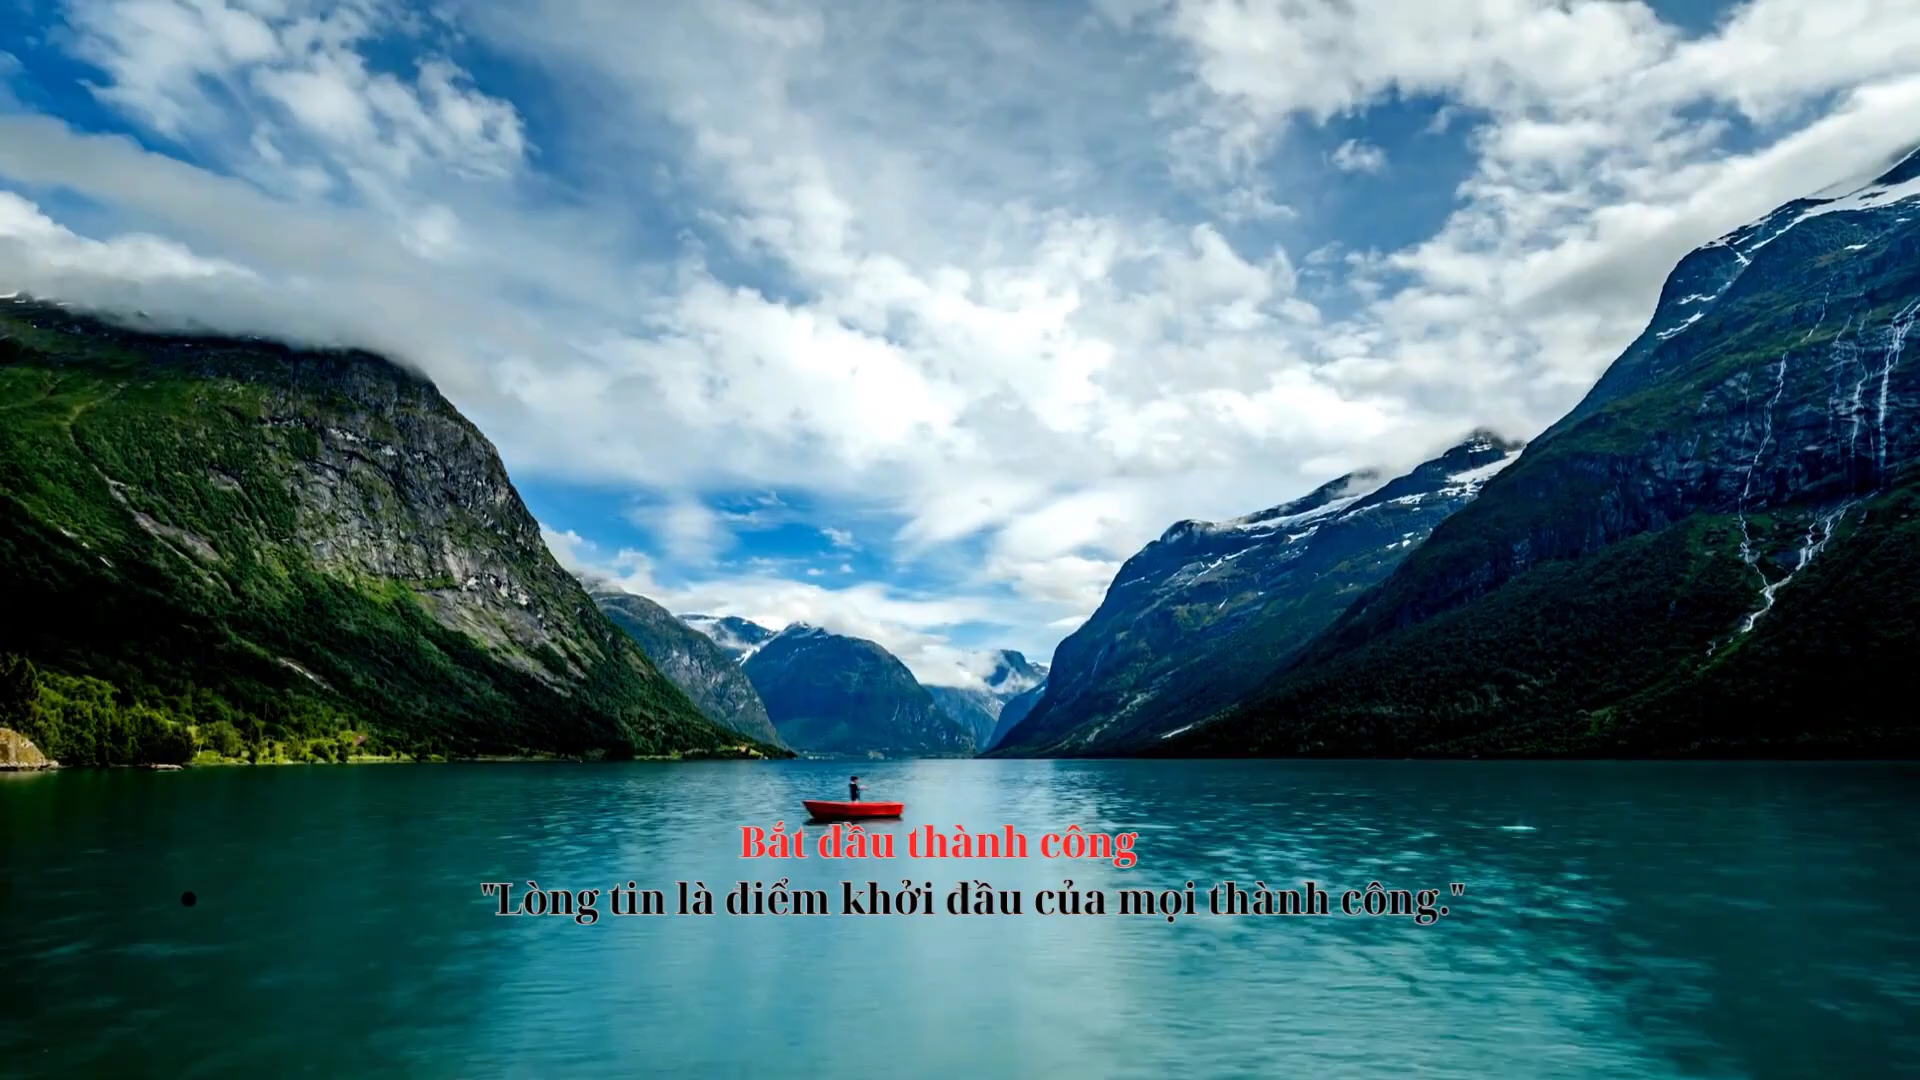 Bắt đầu thành công
"Lòng tin là điểm khởi đầu của mọi thành công."